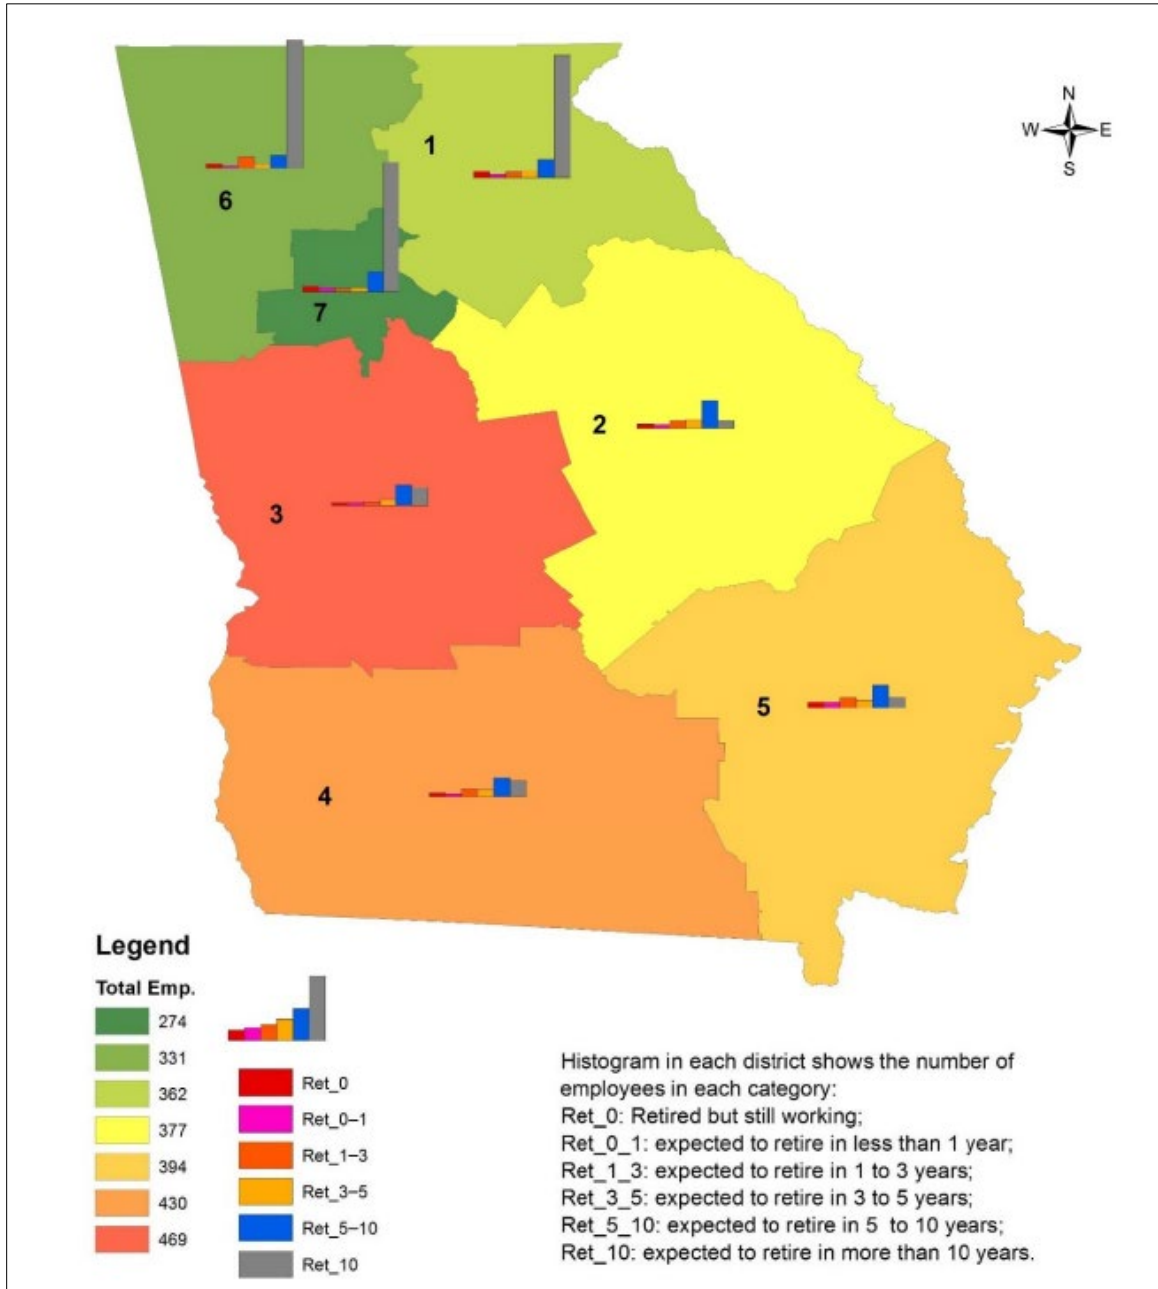 N
W E
S
1
6
7
2
3
5
4
Legend
Total Emp.
274
331
362
377
394
430
469
Ret_0
Ret_0–1
Ret_1–3
Ret_3–5
Ret_5–10
Ret_10
Histogram in each district shows the number of
employees in each category:
Ret_0: Retired but still working;
Ret_0_1: expected to retire in less than 1 year;
Ret_1_3: expected to retire in 1 to 3 years;
Ret_3_5: expected to retire in 3 to 5 years;
Ret_5_10: expected to retire in 5 to 10 years;
Ret_10: expected to retire in more than 10 years.